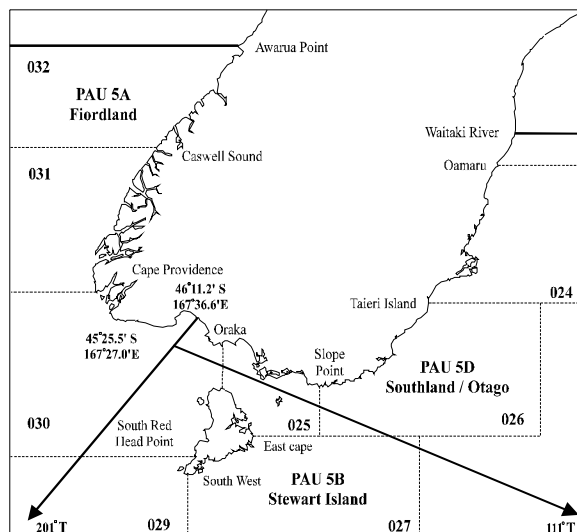 Awarua Point
032
PAU 5A
Fiordland
Waitaki River
Caswell Sound
Oamaru
031
Cape Providence
46°11.2' S
167°36.6'E
024
Taieri Island
Oraka
45°25.5' S
167°27.0'E
Slope
Point
PAU 5D
Southland / Otago
030
South Red
Head Point
025
026
East cape
PAU 5B
South West
Stewart Island
201°T
029
027
111°T